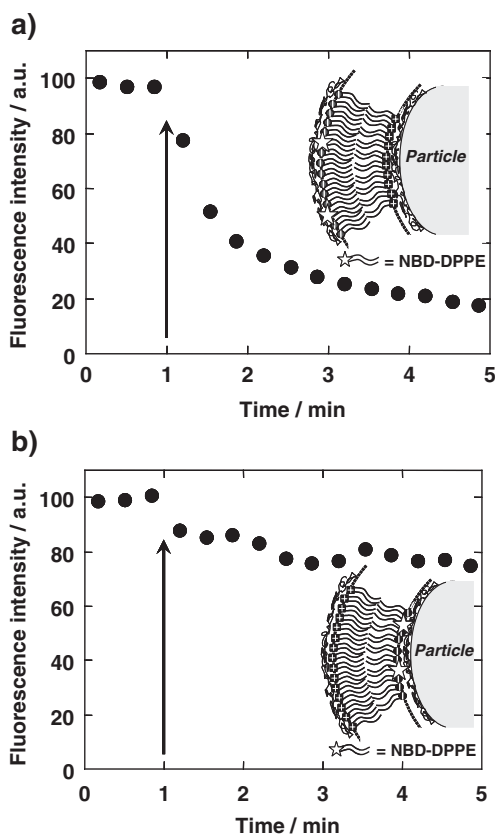 a)
Fluorescence intensity / a.u.
100
80
60
40
20
0
Particle
= NBD-DPPE
0 1 2 3 4 5
Time / min
b)
Fluorescence intensity / a.u.
100
80
60
40
20
0
Particle
= NBD-DPPE
0 1 2 3 4 5
Time / min